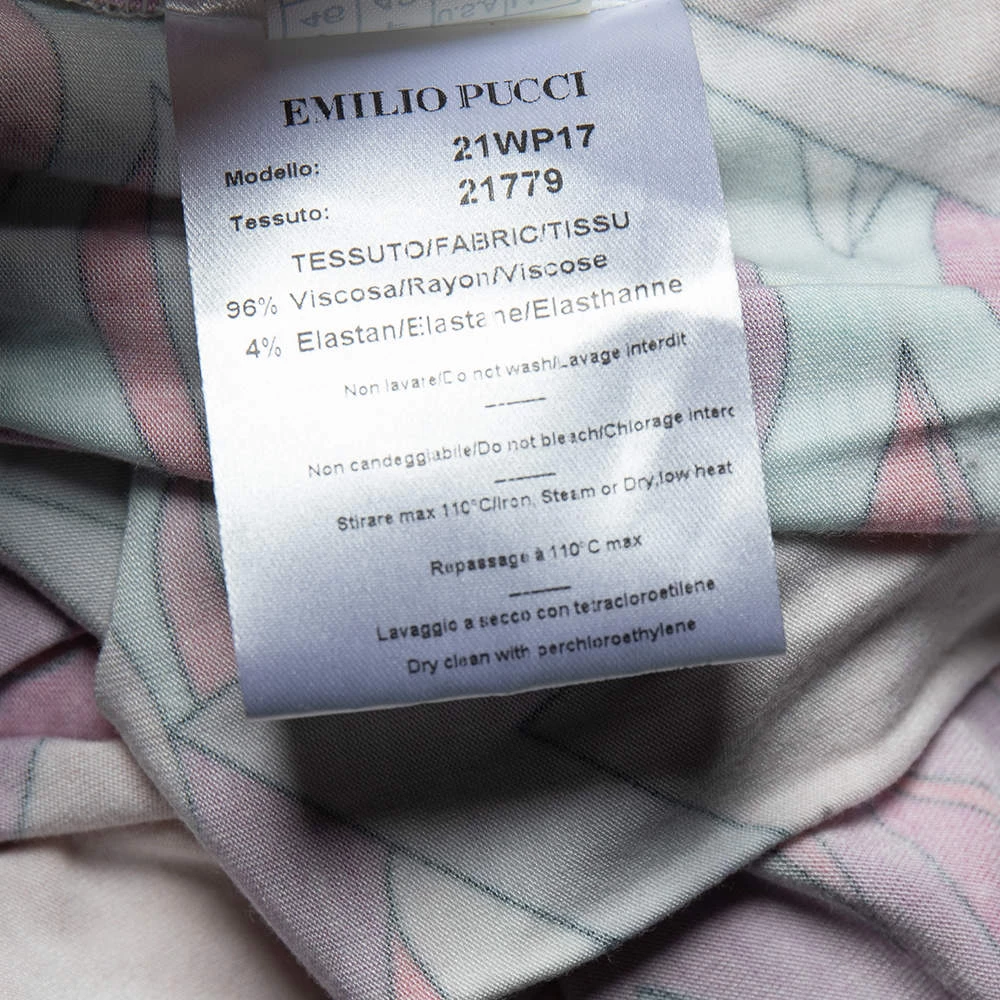 EMILIO PUCCI
Modello: 21WP17
Tessuto: 21779
TESSUTO/FABRIC/TISSU
96% Viscosa/Rayon/Viscose
4% Elastan/Elastane/Elasthanne
Non lavare/Do not wash/Lavage interdit
Non candeggiabile/Do not bleach/Chlorage interc
Stirare max 110°C/Iron, Steam or Dry,low heat
Repassage à 110°C max
Lavaggio a secco con tetracloroetilene
Dry clean with perchloroethylene